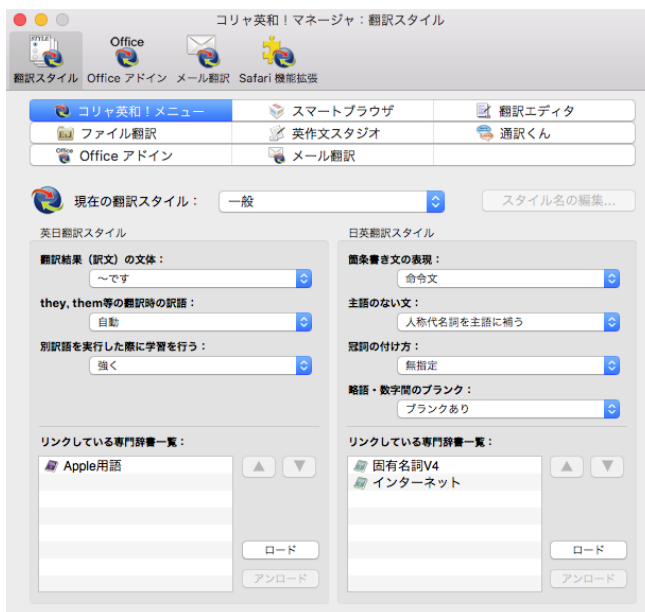 コリャ英和！マネージャ：翻訳スタイル
STYLE
Office
翻訳スタイル Office アドイン メール翻訳 Safari 機能拡張
コリャ英和！メニュー スマートブラウザ 翻訳エディタ
ファイル翻訳 英作文スタジオ 通訳くん
Office
Office アドイン メール翻訳
現在の翻訳スタイル： 一般 スタイル名の編集...
英日翻訳スタイル
翻訳結果（訳文）の文体：
〜です
they, them等の翻訳時の訳語：
自動
別訳語を実行した際に学習を行う：
強く
リンクしている専門辞書一覧：
Apple用語
ロード
アンロード
日英翻訳スタイル
箇条書き文の表現：
命令文
主語のない文：
人称代名詞を主語に補う
冠詞の付け方：
無指定
略語・数字間のブランク：
ブランクあり
リンクしている専門辞書一覧：
固有名詞V4
インターネット
ロード
アンロード